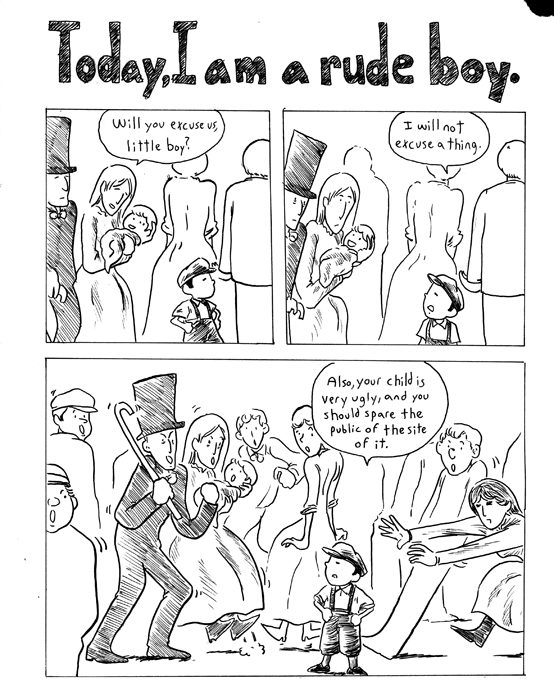 Today, I am a rude boy.
Will you excuse us,
little boy?
I will not
excuse a thing.
Also, your child is
very ugly, and you
should spare the
public of the site
of it.